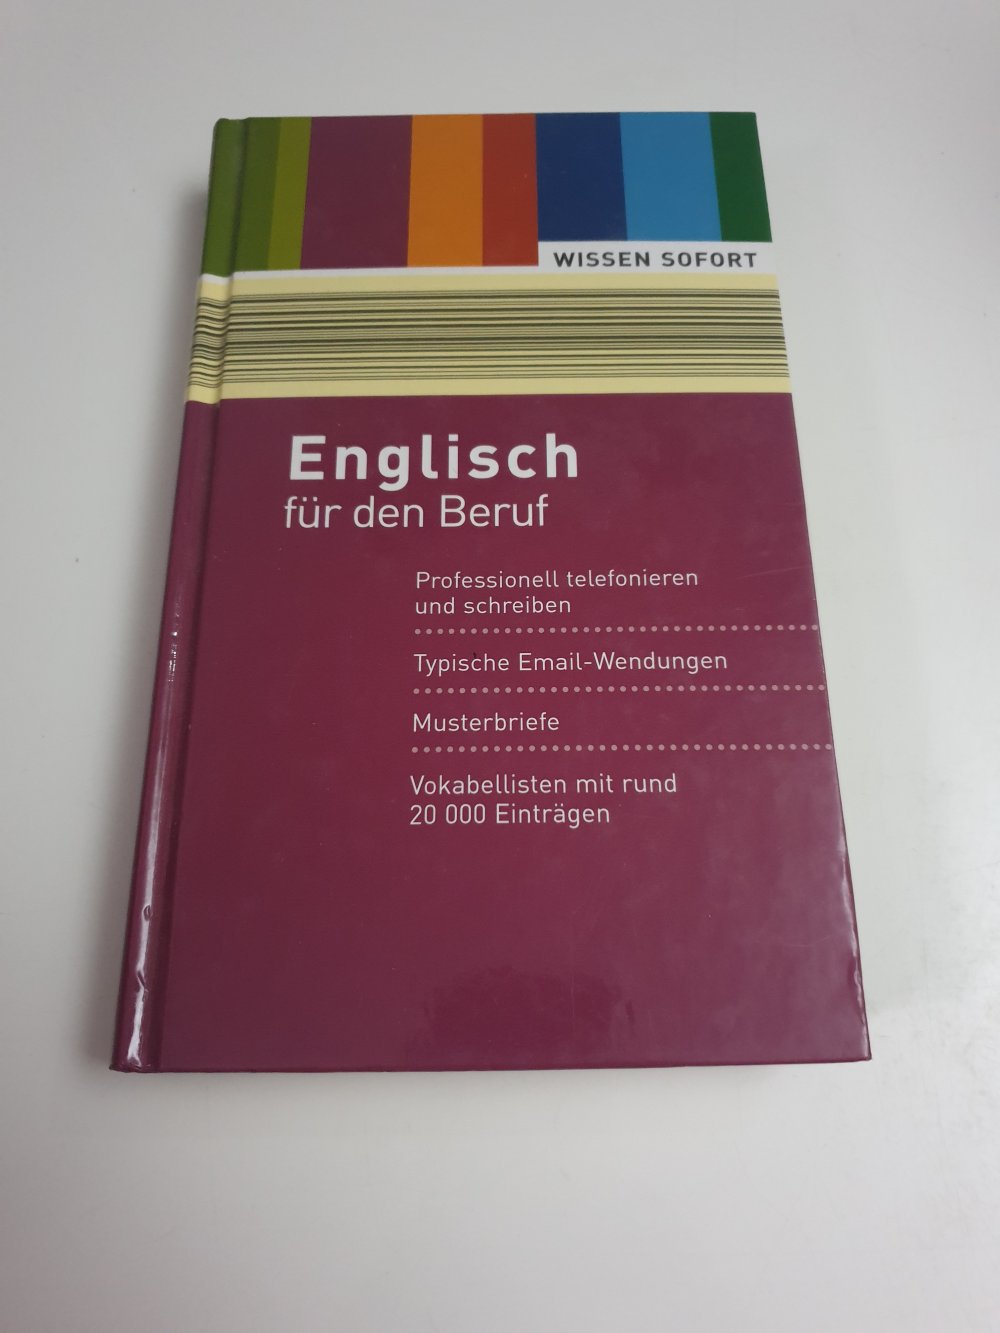 WISSEN SOFORT
Englisch
für den Beruf
Professionell telefonieren
und schreiben
Typische Email-Wendungen
Musterbriefe
Vokabellisten mit rund
20 000 Einträgen